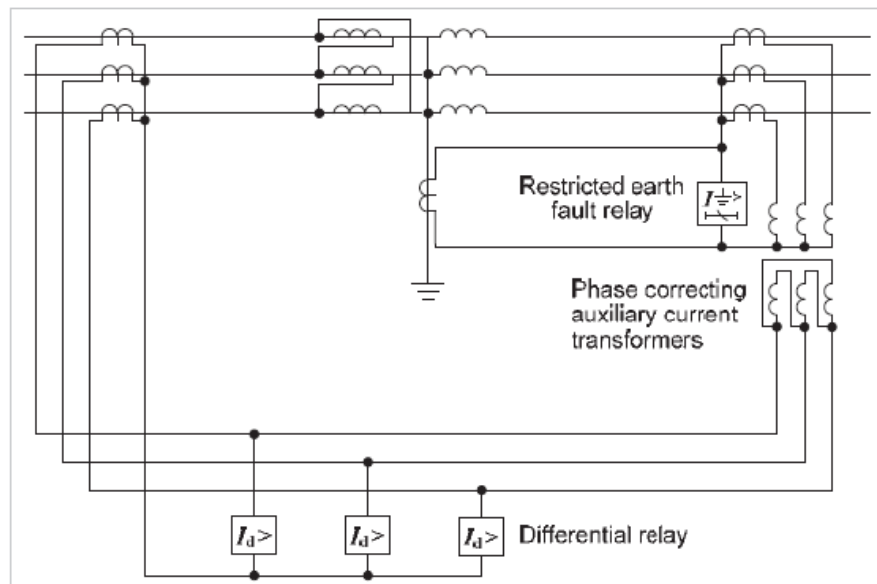 Restricted earth
fault relay
I ⏚ >
Phase correcting
auxiliary current
transformers
Id> Id> Id> Differential relay